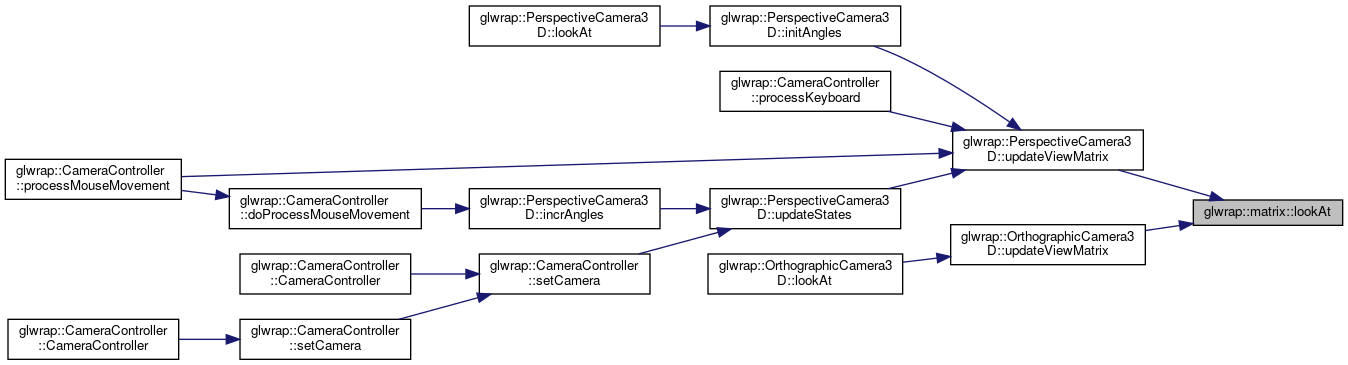 glwrap::PerspectiveCamera3
D::lookAt
glwrap::PerspectiveCamera3
D::initAngles
glwrap::CameraController
::processKeyboard
glwrap::PerspectiveCamera3
D::updateViewMatrix
glwrap::CameraController
::processMouseMovement
glwrap::CameraController
::doProcessMouseMovement
glwrap::PerspectiveCamera3
D::incrAngles
glwrap::PerspectiveCamera3
D::updateStates
glwrap::matrix::lookAt
glwrap::OrthographicCamera3
D::updateViewMatrix
glwrap::CameraController
::CameraController
glwrap::CameraController
::setCamera
glwrap::OrthographicCamera3
D::lookAt
glwrap::CameraController
::CameraController
glwrap::CameraController
::setCamera